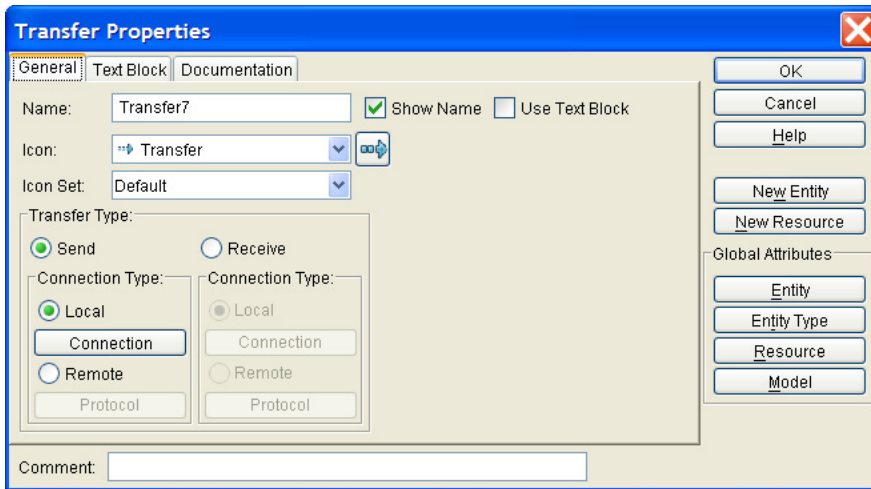 Transfer Properties
General Text Block Documentation
Name: Transfer7 Show Name Use Text Block
Icon: Transfer
Icon Set: Default
Transfer Type:
Send Receive
Connection Type: Connection Type:
Local Local
Connection Connection
Remote Remote
Protocol Protocol
Comment:
OK
Cancel
Help
New Entity
New Resource
Global Attributes
Entity
Entity Type
Resource
Model